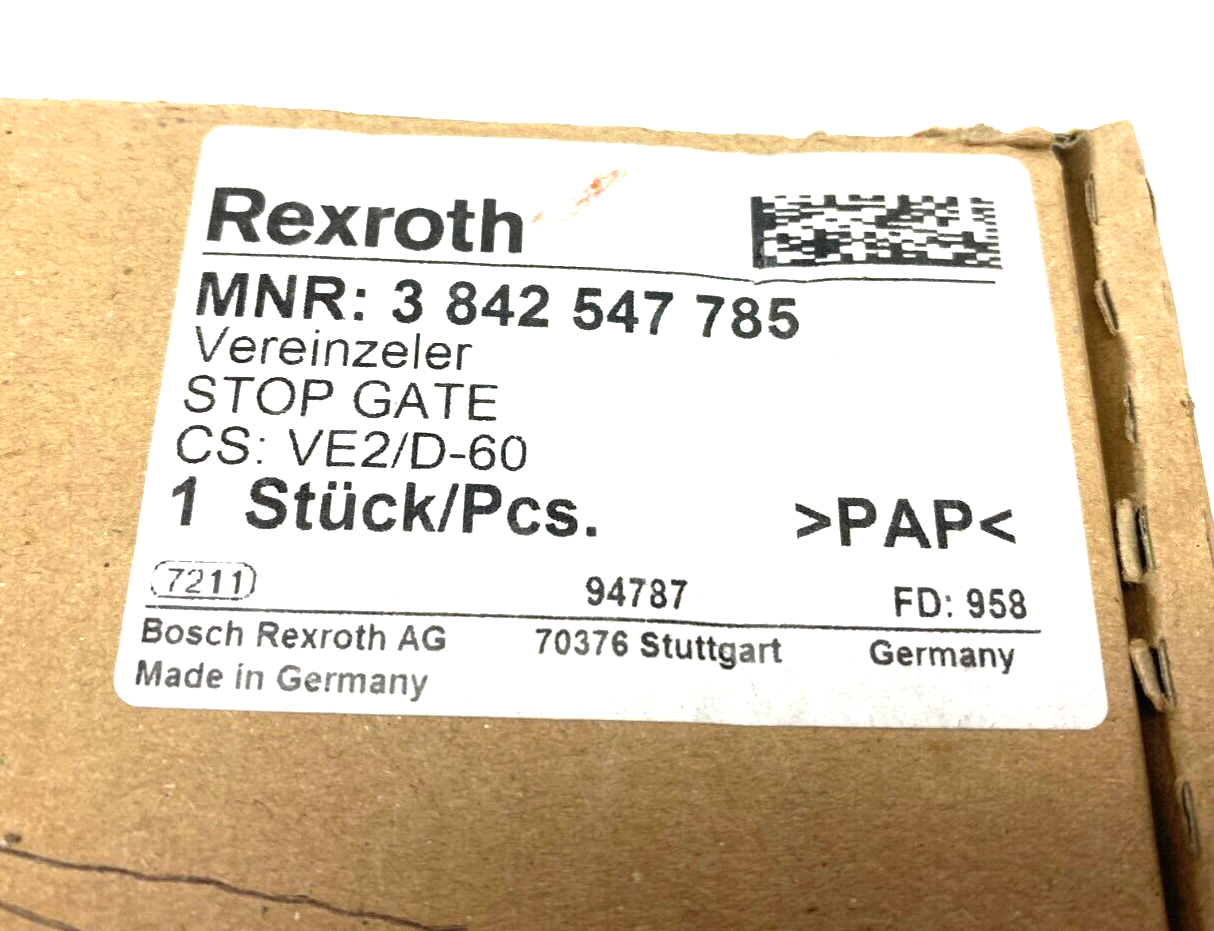 Rexroth
MNR: 3 842 547 785
Vereinzeler
STOP GATE
CS: VE2/D-60
1 Stück/Pcs. >PAP<
7211 94787 FD: 958
Bosch Rexroth AG 70376 Stuttgart Germany
Made in Germany